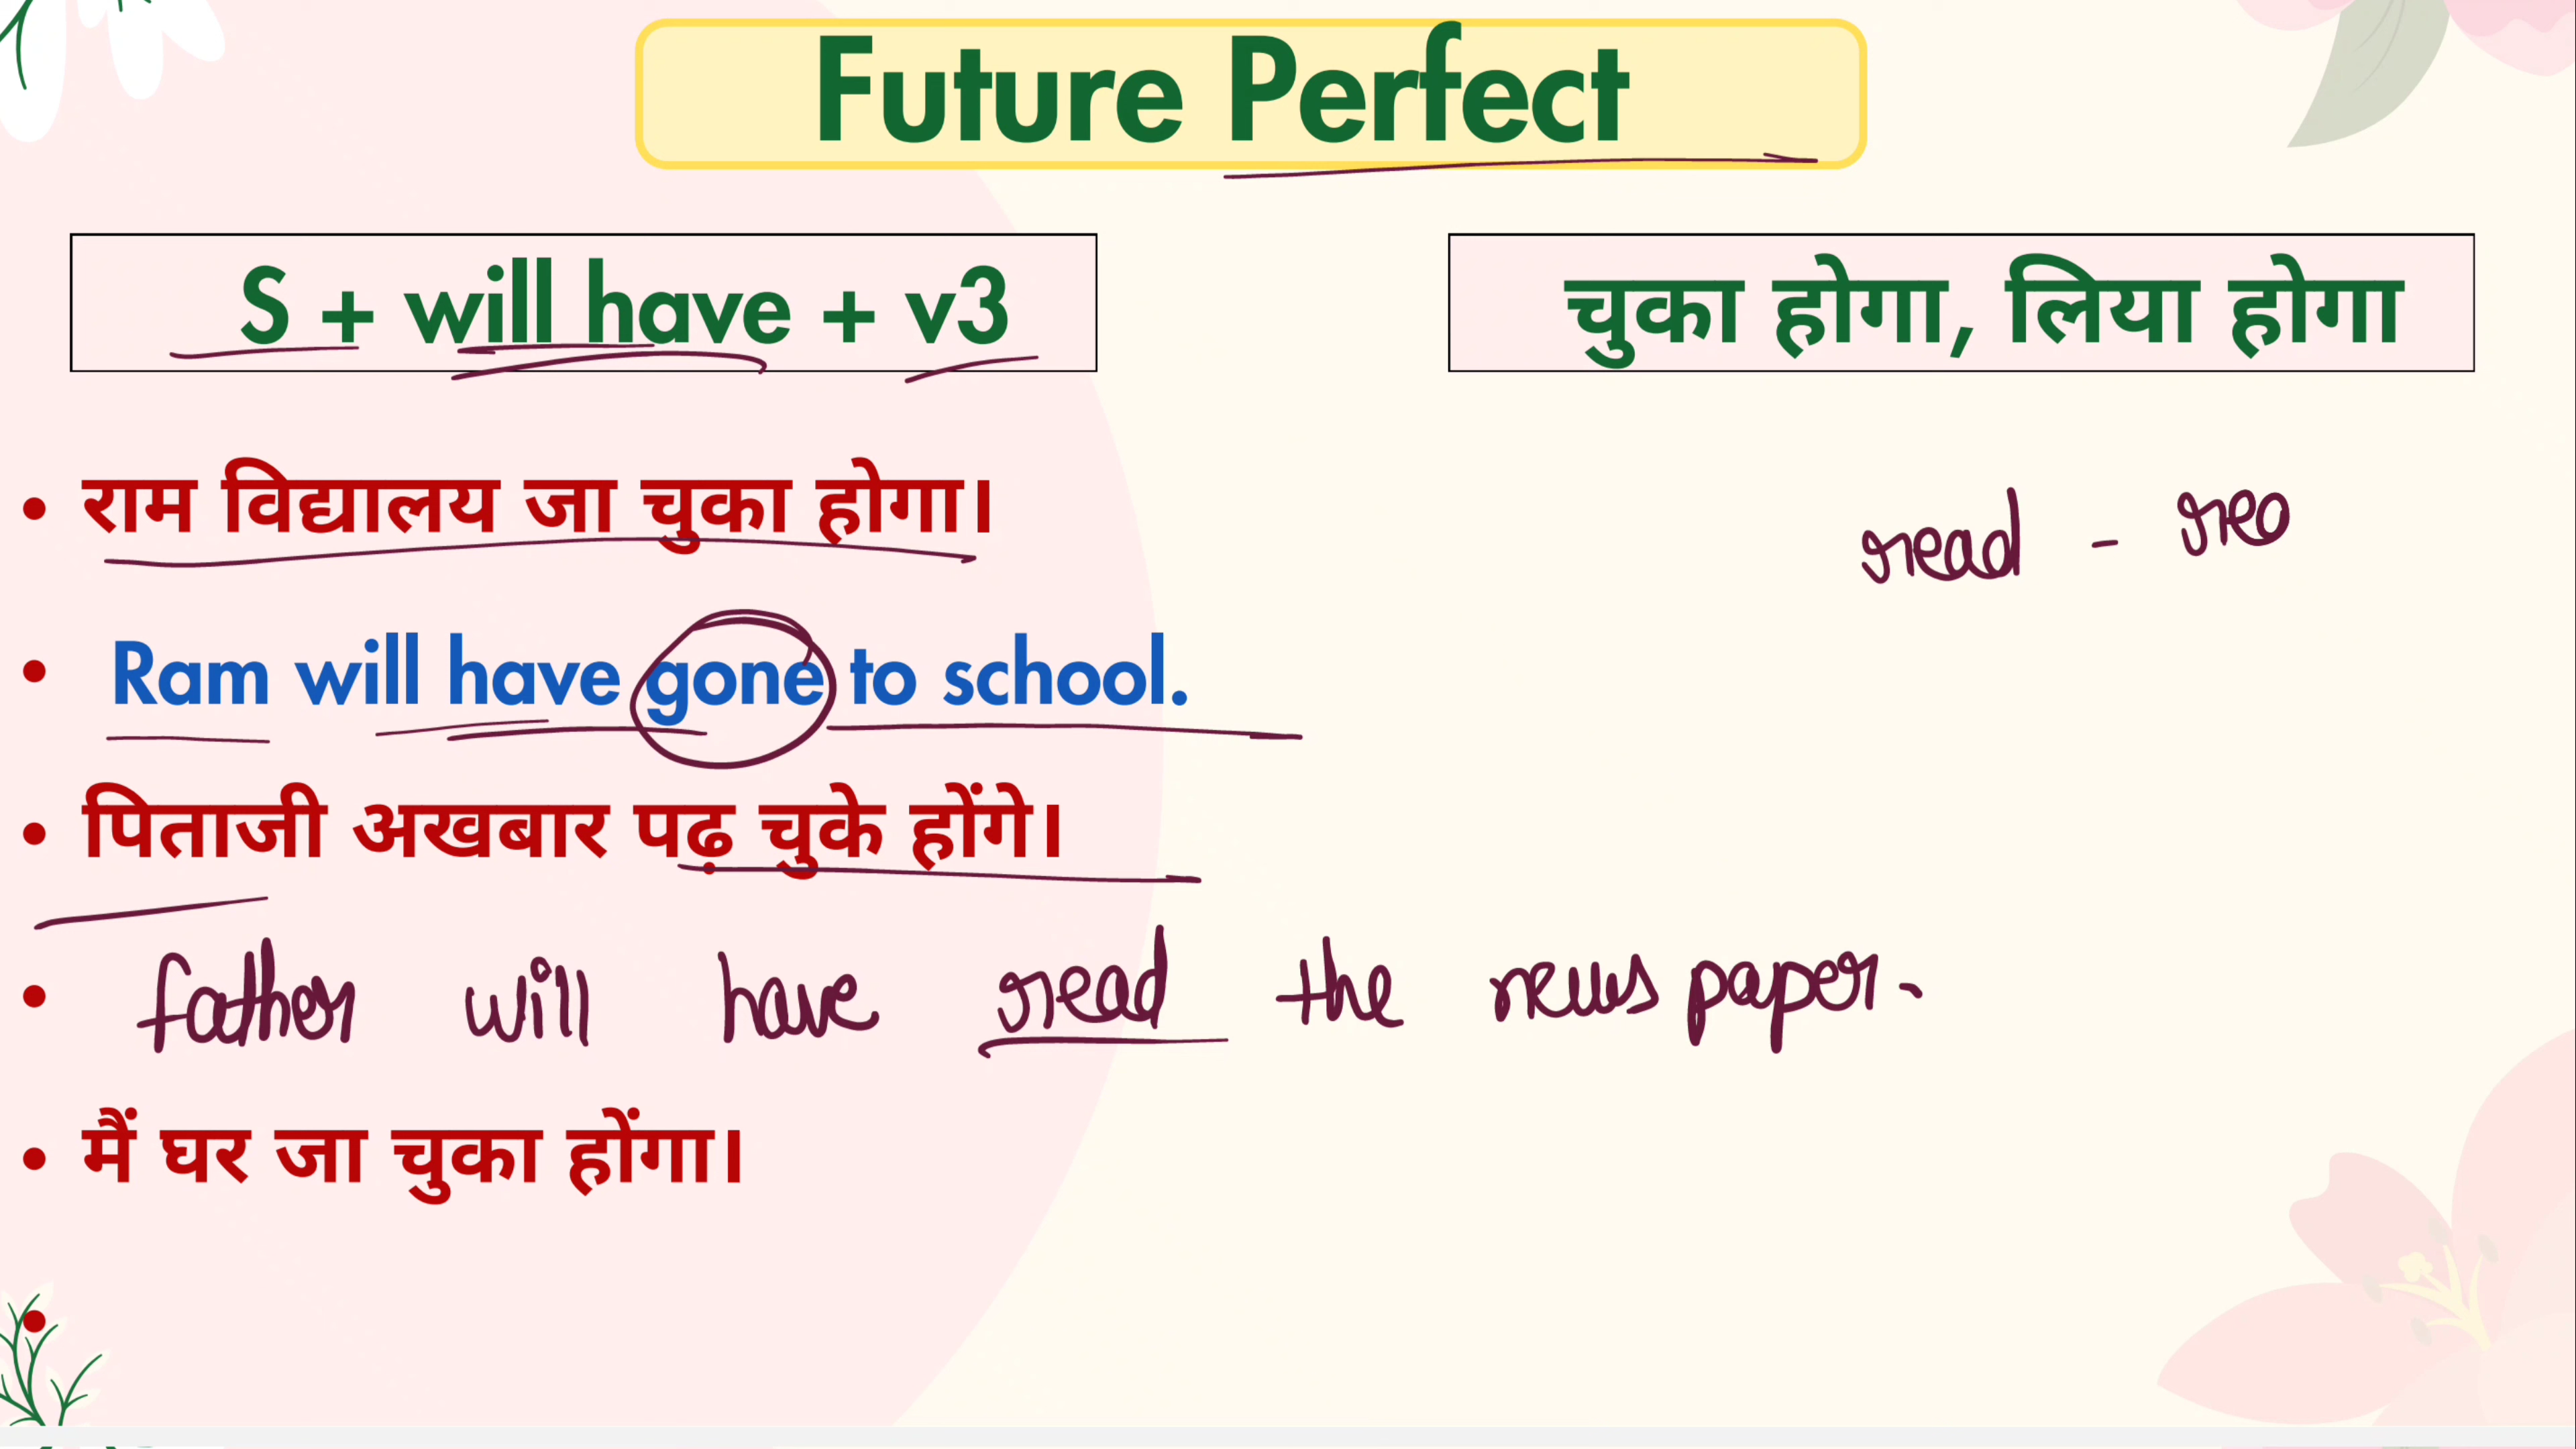 Future Perfect
S + will have + v3
चुका होगा, लिया होगा
• राम विद्यालय जा चुका होगा।
read - reo
• Ram will have gone to school.
• पिताजी अखबार पढ़ चुके होंगे।
• father will have read the newspaper.
• मैं घर जा चुका होंगा।
•